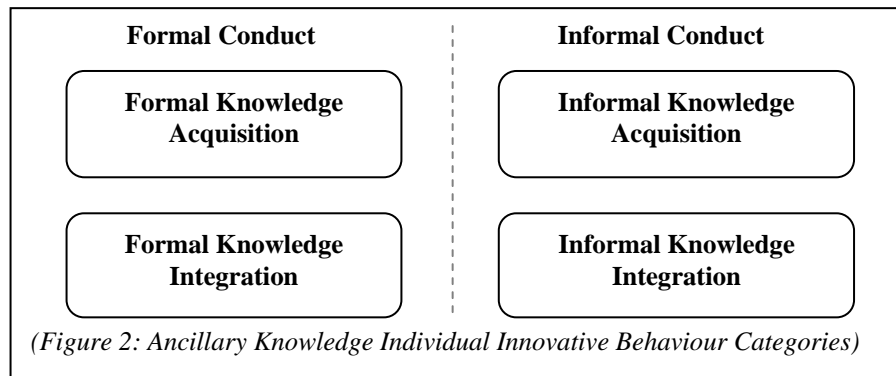 Formal Conduct
Informal Conduct
Formal Knowledge
Acquisition
Informal Knowledge
Acquisition
Formal Knowledge
Integration
Informal Knowledge
Integration
(Figure 2: Ancillary Knowledge Individual Innovative Behaviour Categories)